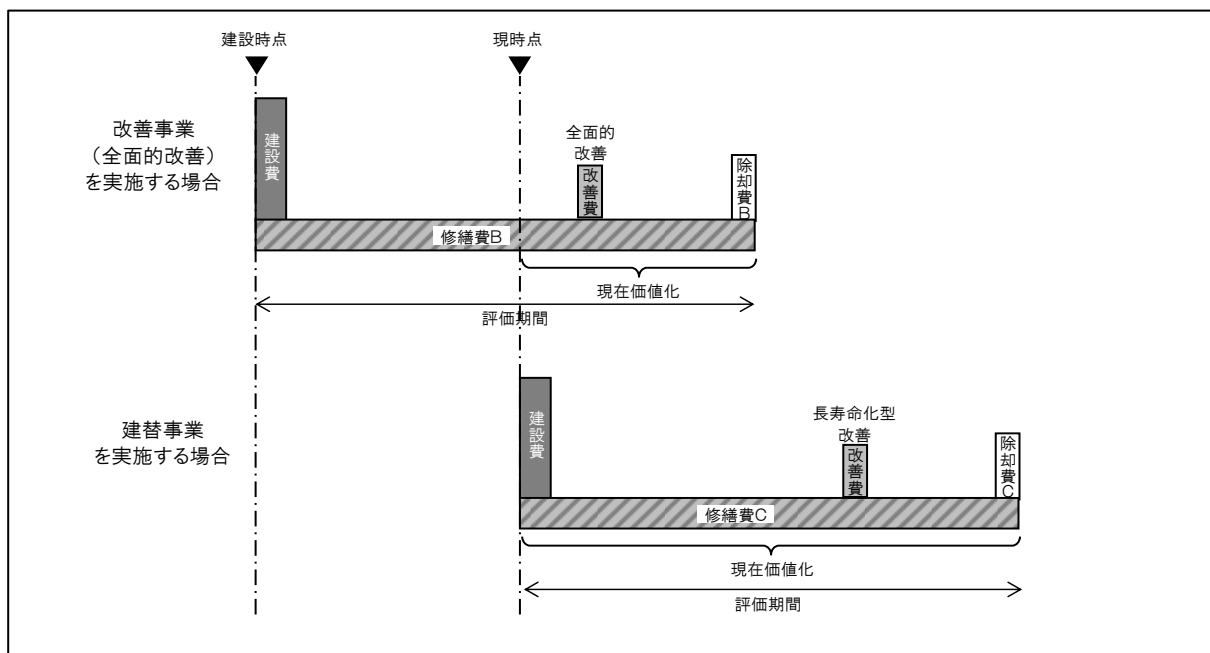 建設時点
現時点
改善事業
（全面的改善）
を実施する場合
建設費
全面的
改善
改善費
除却費B
修繕費B
現在価値化
評価期間
建替事業
を実施する場合
建設費
長寿命化型
改善
改善費
除却費C
修繕費C
現在価値化
評価期間